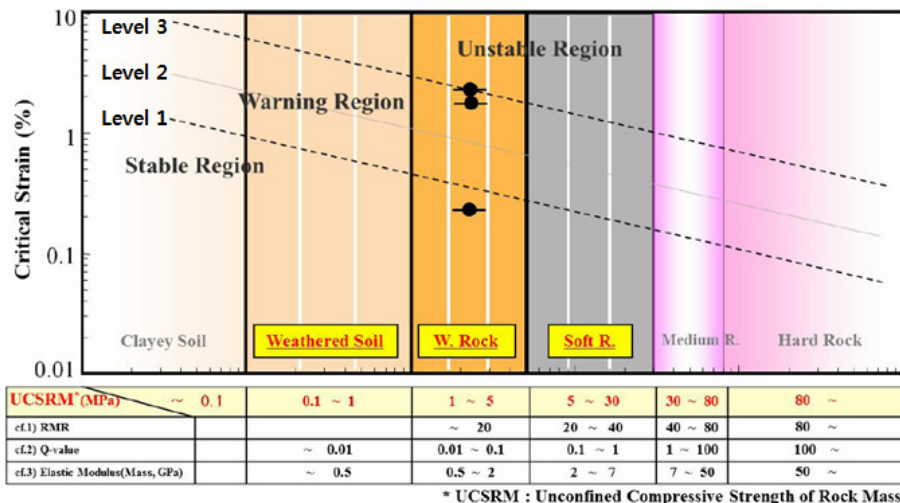 10
Level 3
Unstable Region
Level 2
Warning Region
1
Level 1
Stable Region
Critical Strain (%)
0.1
Clayey Soil
Weathered Soil
W. Rock
Soft R.
Medium R.
Hard Rock
0.01
UCSRM*(MPa) ~ 0.1 0.1 ~ 1 1 ~ 5 5 ~ 30 30 ~ 80 80 ~
cf.1) RMR ~ 20 20 ~ 40 40 ~ 80 80 ~
cf.2) Q-value ~ 0.01 0.01 ~ 0.1 0.1 ~ 1 1 ~ 100 100 ~
cf.3) Elastic Modulus(Mass, GPa) ~ 0.5 0.5 ~ 2 2 ~ 7 7 ~ 50 50 ~
* UCSRM : Unconfined Compressive Strength of Rock Mass